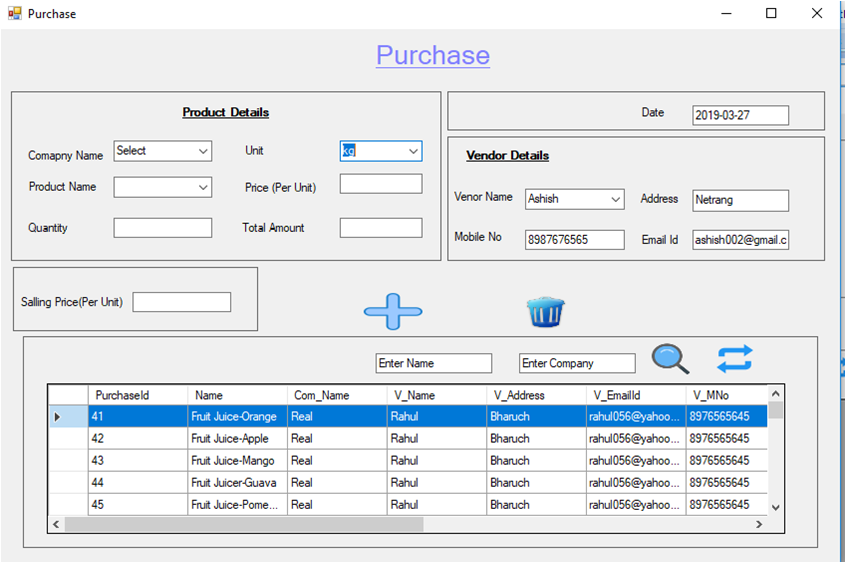 Purchase
Purchase
Product Details
Comapny Name Select Unit kg
Product Name Price (Per Unit)
Quantity Total Amount
Date 2019-03-27
Vendor Details
Venor Name Ashish Address Netrang
Mobile No 8987676565 Email Id ashish002@gmail.c
Salling Price(Per Unit)
Enter Name Enter Company
PurchaseId Name Com_Name V_Name V_Address V_EmailId V_MNo
41 Fruit Juice-Orange Real Rahul Bharuch rahul056@yahoo... 8976565645
42 Fruit Juice-Apple Real Rahul Bharuch rahul056@yahoo... 8976565645
43 Fruit Juice-Mango Real Rahul Bharuch rahul056@yahoo... 8976565645
44 Fruit Juicer-Guava Real Rahul Bharuch rahul056@yahoo... 8976565645
45 Fruit Juice-Pome... Real Rahul Bharuch rahul056@yahoo... 8976565645